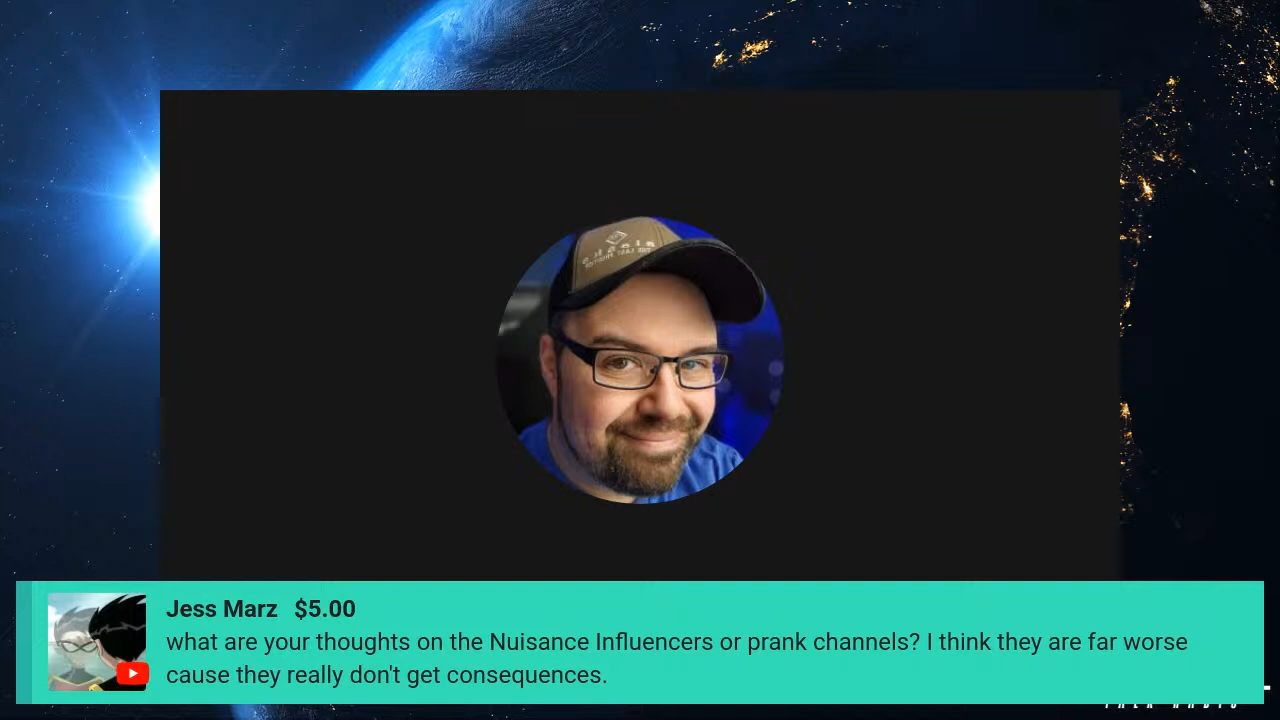 Jess Marz $5.00
what are your thoughts on the Nuisance Influencers or prank channels? I think they are far worse
cause they really don't get consequences.